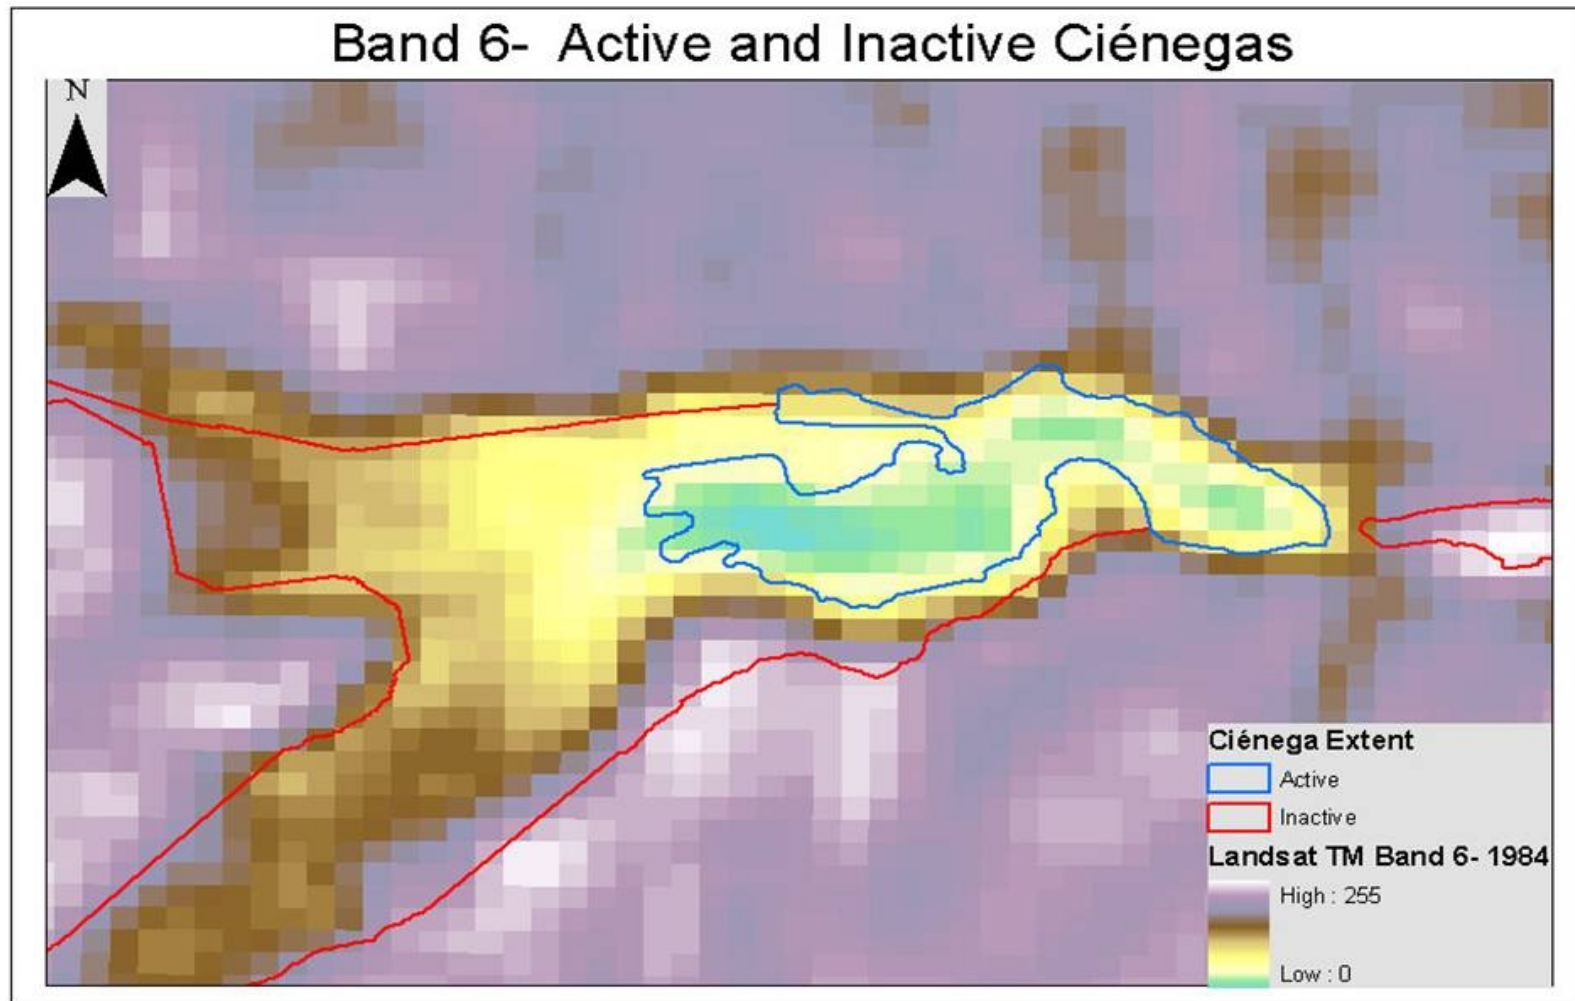 Band 6- Active and Inactive Ciénegas
N
Ciénega Extent
Active
Inactive
Landsat TM Band 6- 1984
High : 255
Low : 0